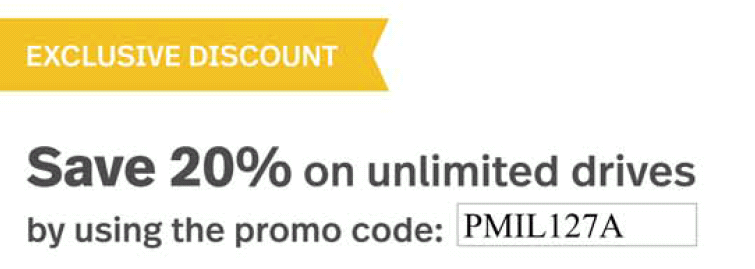 EXCLUSIVE DISCOUNT
Save 20% on unlimited drives
by using the promo code: PMIL127A